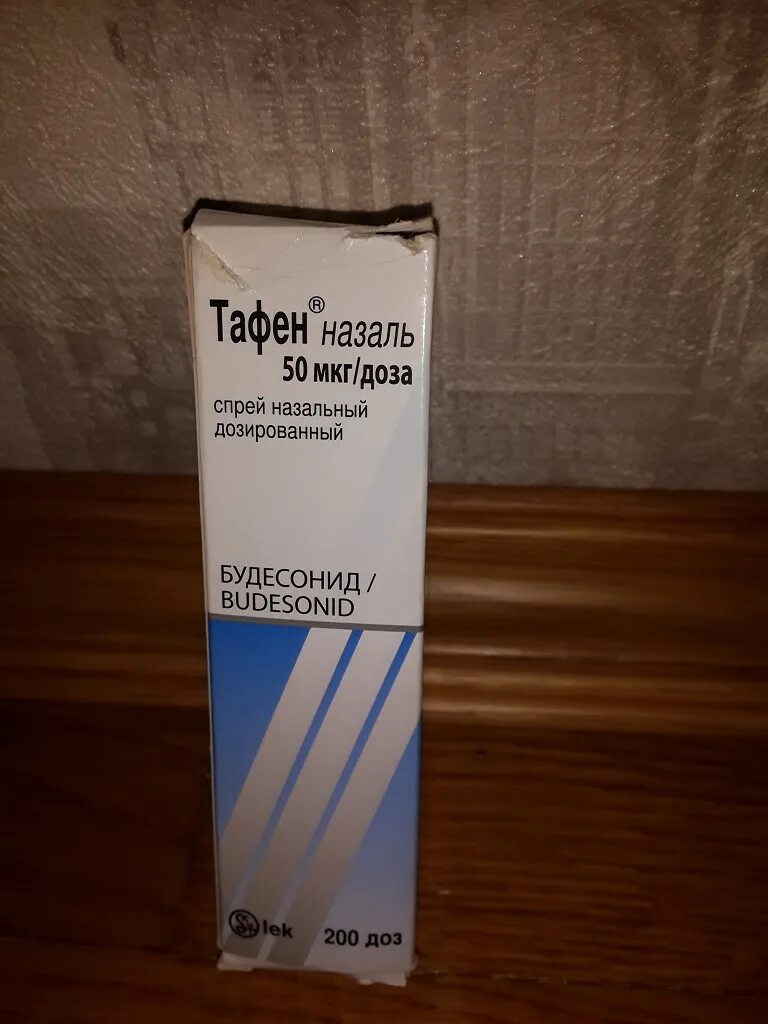 Тафен® назаль
50 мкг/доза
спрей назальный
дозированный
БУДЕСОНИД /
BUDESONID
lek 200 доз